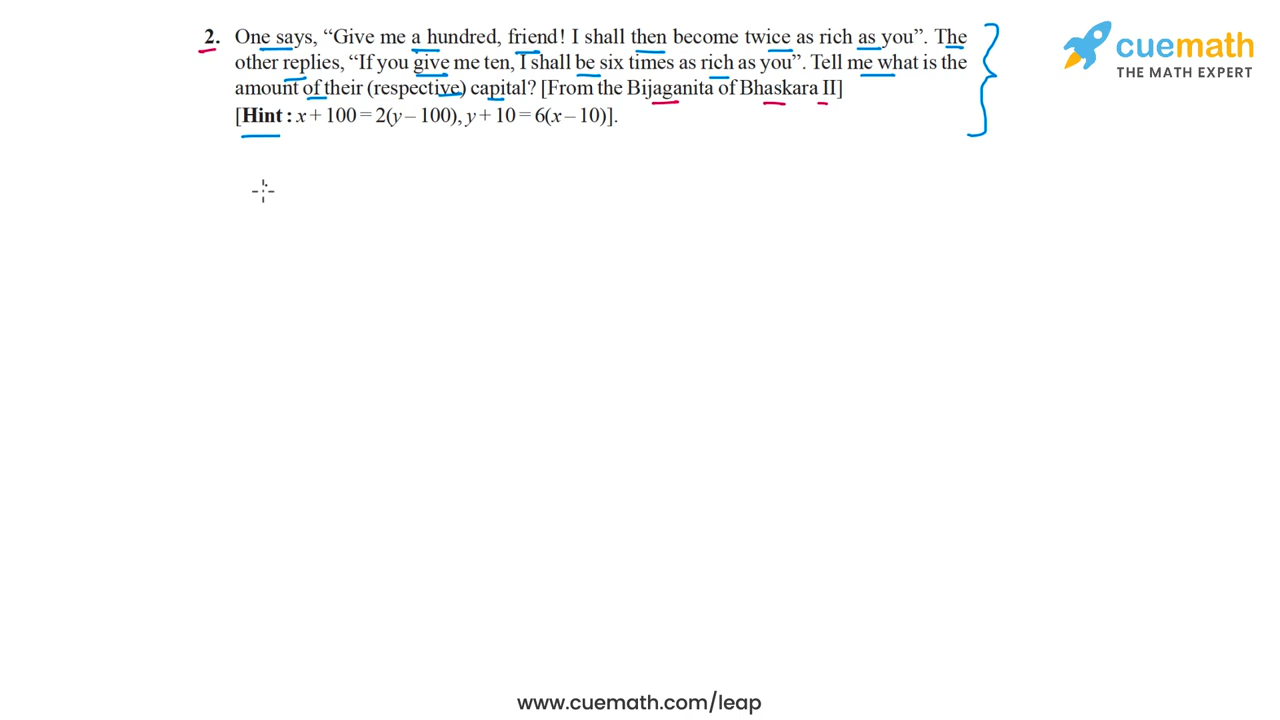 2. One says, “Give me a hundred, friend! I shall then become twice as rich as you”. The
other replies, “If you give me ten, I shall be six times as rich as you”. Tell me what is the
amount of their (respective) capital? [From the Bijaganita of Bhaskara II]
[Hint : x + 100 = 2(y – 100), y + 10 = 6(x – 10)].
cuemath
THE MATH EXPERT
www.cuemath.com/leap